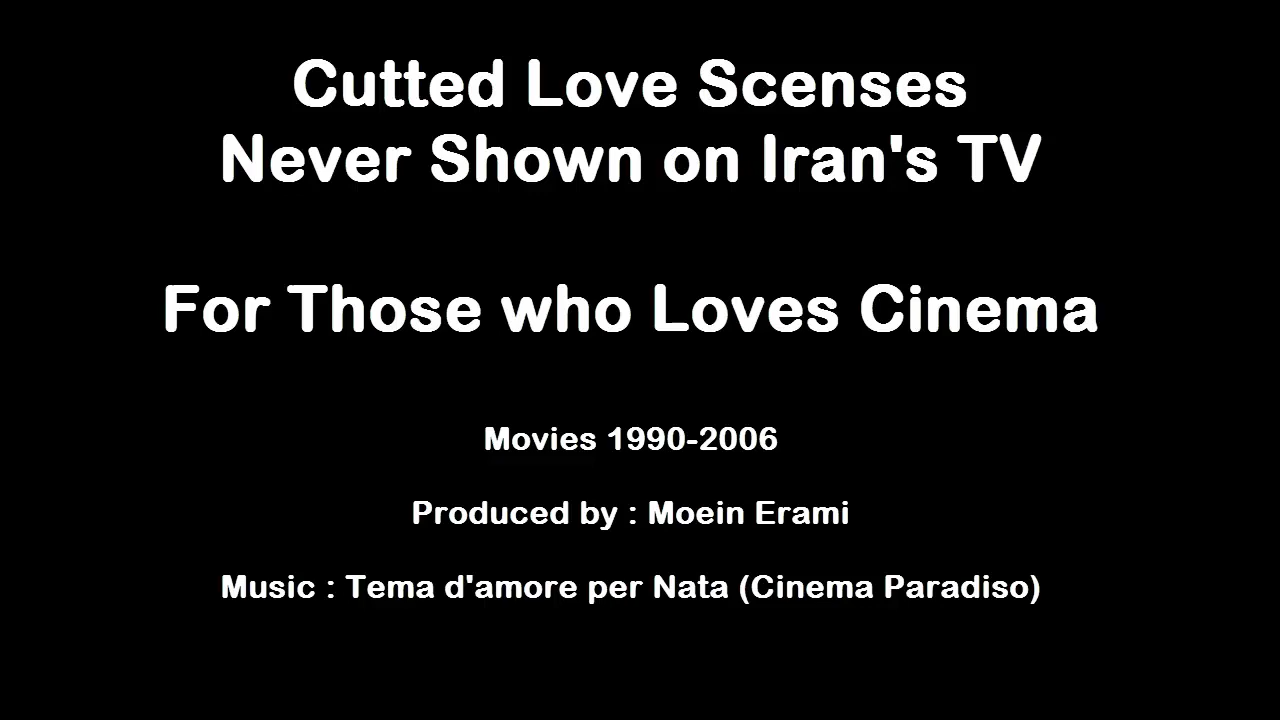 Cutted Love Scenses
Never Shown on Iran's TV
For Those who Loves Cinema
Movies 1990-2006
Produced by : Moein Erami
Music : Tema d'amore per Nata (Cinema Paradiso)